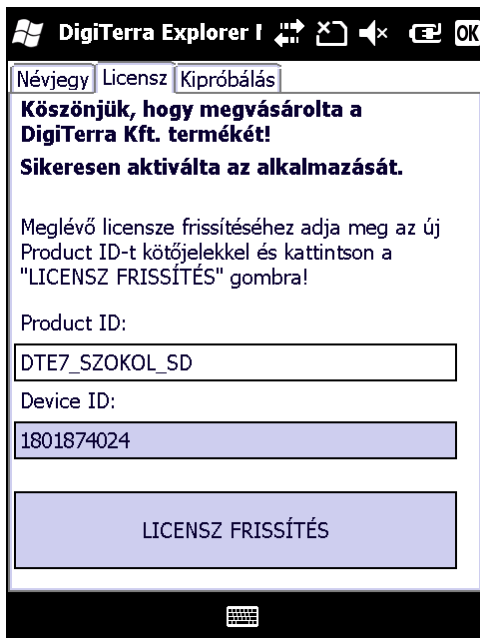 DigiTerra Explorer
OK
Névjegy Licensz Kipróbálás
Köszönjük, hogy megvásárolta a
DigiTerra Kft. termékét!
Sikeresen aktiválta az alkalmazását.
Meglévő licensze frissítéséhez adja meg az új
Product ID-t kötőjelekkel és kattintson a
"LICENSZ FRISSÍTÉS" gombra!
Product ID:
DTE7_SZOKOL_SD
Device ID:
1801874024
LICENSZ FRISSÍTÉS